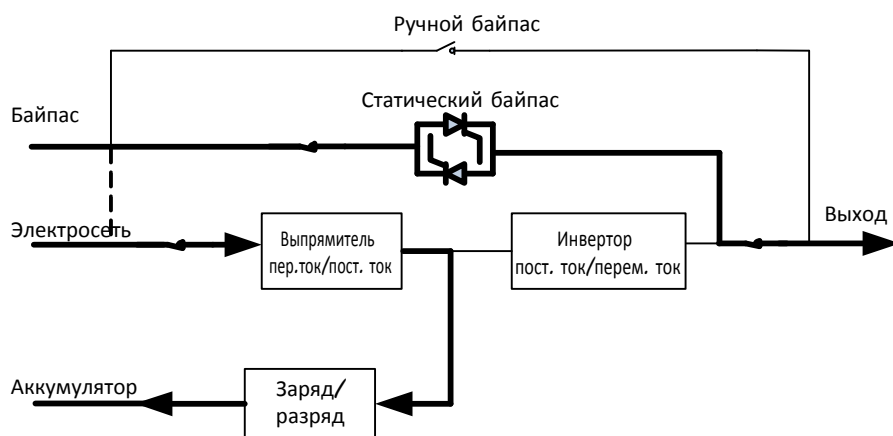 Ручной байпас
Статический байпас
Байпас
Электросеть
Выпрямитель
пер.ток/пост. ток
Инвертор
пост. ток/перем. ток
Выход
Аккумулятор
Заряд/
разряд